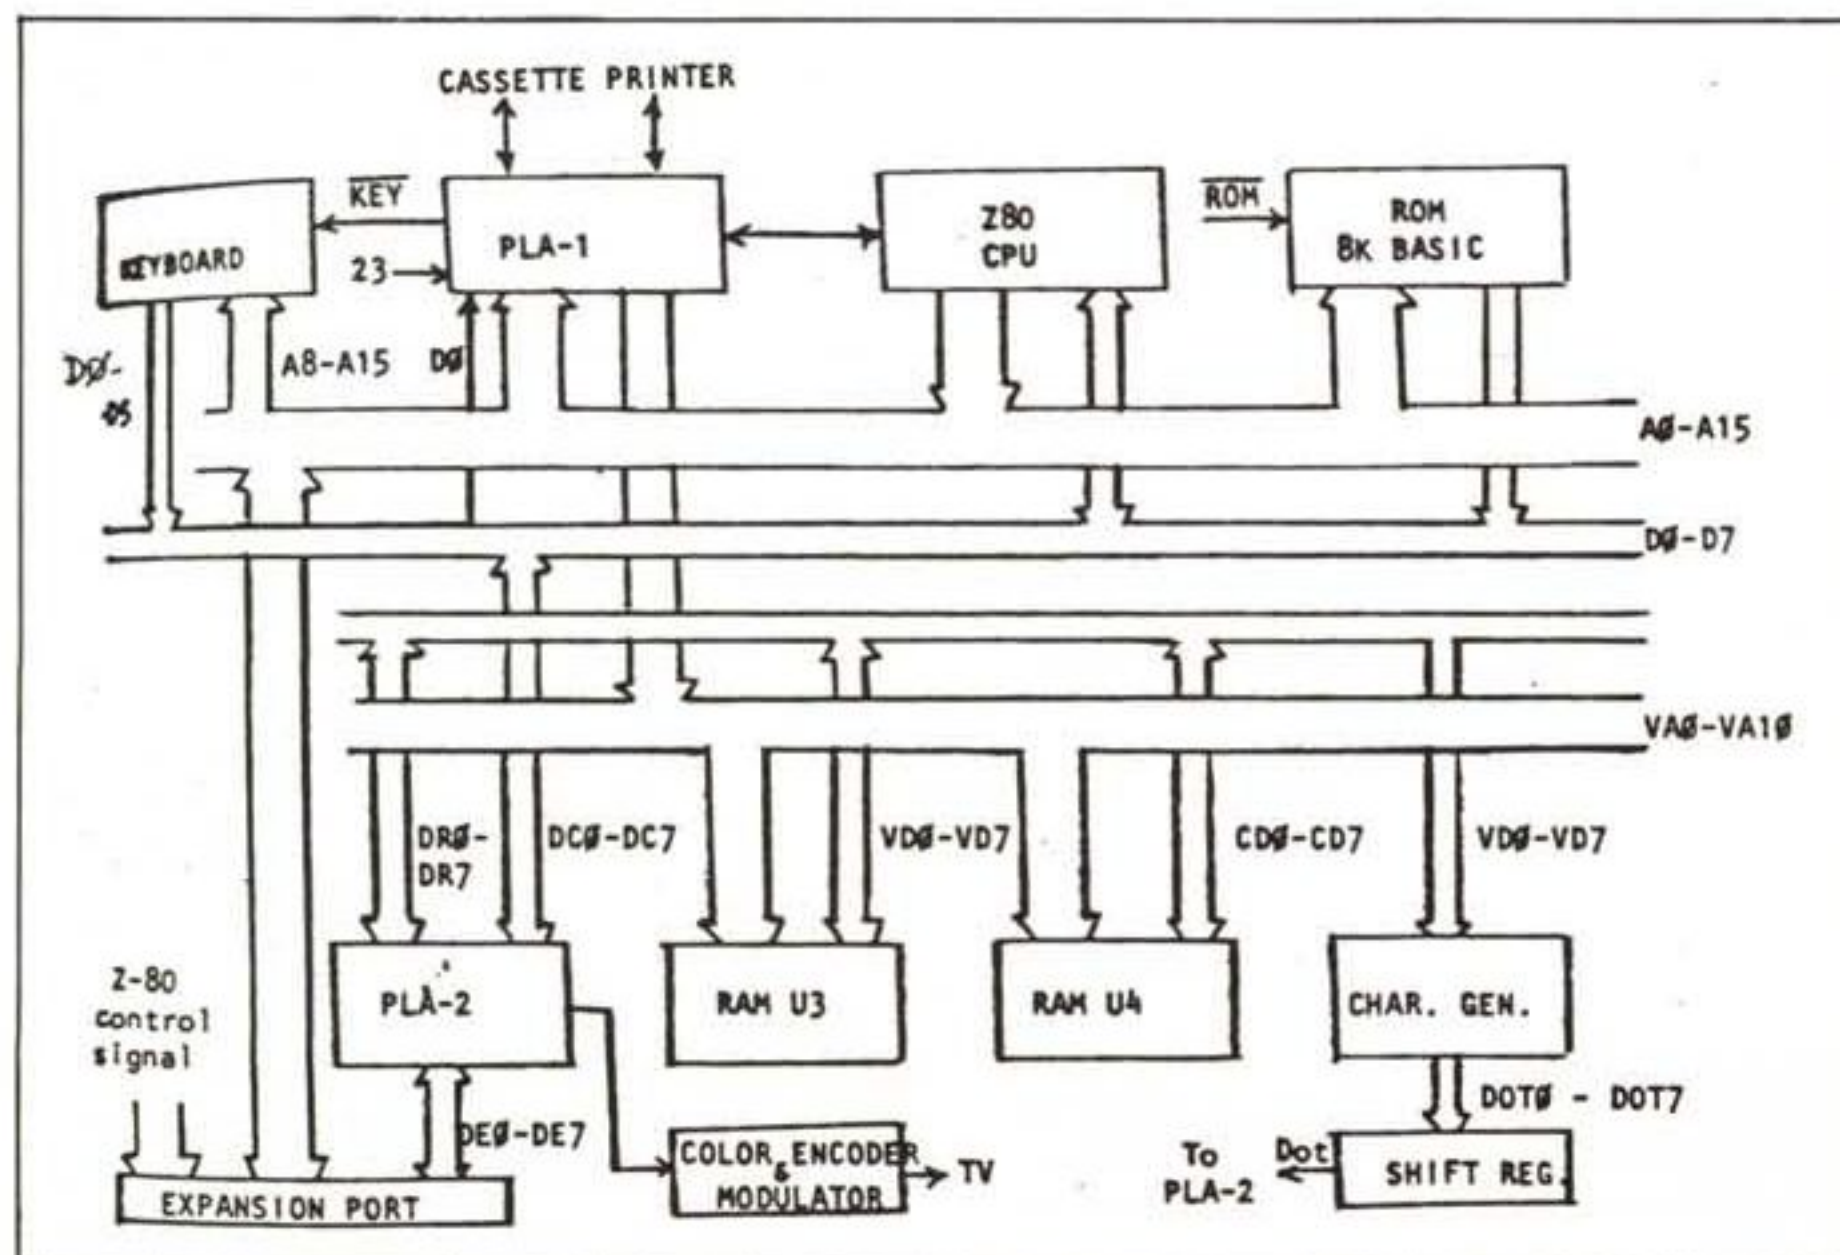 CASSETTE PRINTER
KEYBOARD
KEY
23
PLA-1
Z80
CPU
ROM
ROM
8K BASIC
DØ-
D5
A8-A15
DØ
AØ-A15
DØ-D7
VAØ-VA1Ø
DRØ-
DR7
DCØ-DC7
VDØ-VD7
CDØ-CD7
VDØ-VD7
Z-80
control
signal
PLA-2
RAM U3
RAM U4
CHAR. GEN.
DEØ-DE7
DOTØ - DOT7
COLOR ENCODER
&
MODULATOR
TV
To
PLA-2
Dot
SHIFT REG.
EXPANSION PORT